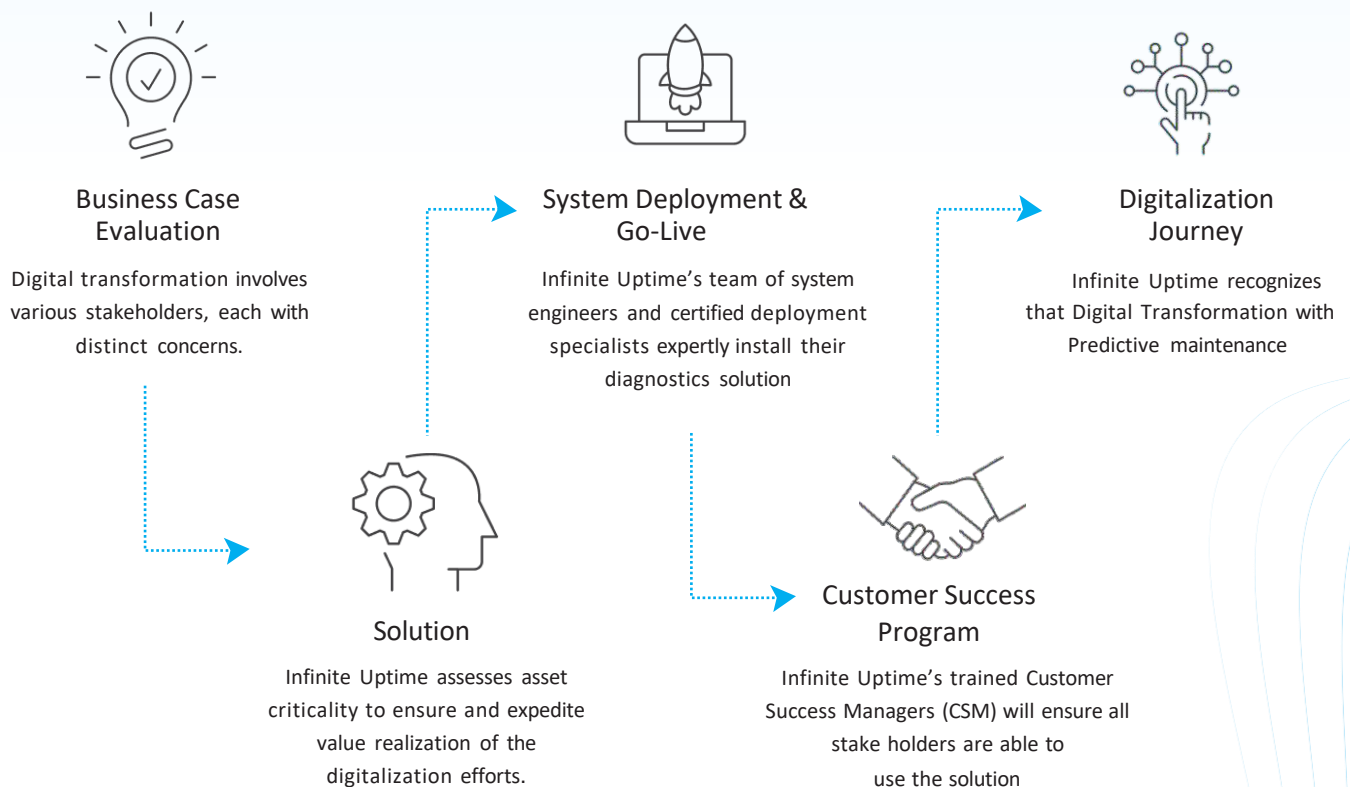 Business Case
Evaluation
Digital transformation involves
various stakeholders, each with
distinct concerns.
Solution
Infinite Uptime assesses asset
criticality to ensure and expedite
value realization of the
digitalization efforts.
System Deployment &
Go-Live
Infinite Uptime’s team of system
engineers and certified deployment
specialists expertly install their
diagnostics solution
Customer Success
Program
Infinite Uptime’s trained Customer
Success Managers (CSM) will ensure all
stake holders are able to
use the solution
Digitalization
Journey
Infinite Uptime recognizes
that Digital Transformation with
Predictive maintenance